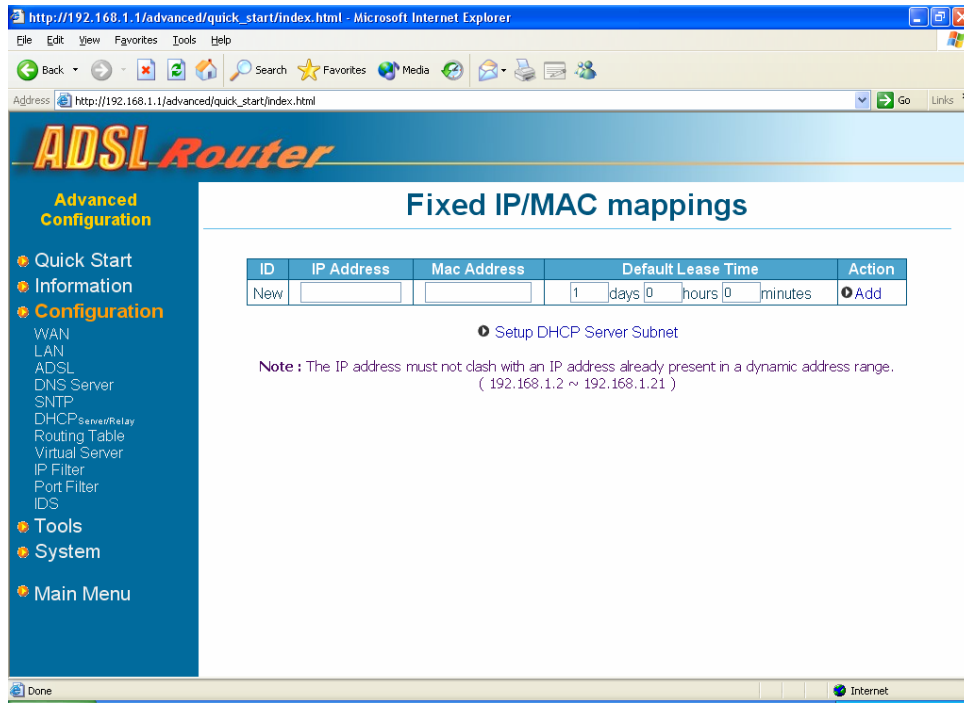 http://192.168.1.1/advanced/quick_start/index.html - Microsoft Internet Explorer
File Edit View Favorites Tools Help
Back Search Favorites Media
Address http://192.168.1.1/advanced/quick_start/index.html Go Links
ADSL Router
Advanced
Configuration
Quick Start
Information
Configuration
WAN
LAN
ADSL
DNS Server
SNTP
DHCP Server/Relay
Routing Table
Virtual Server
IP Filter
Port Filter
IDS
Tools
System
Main Menu
Fixed IP/MAC mappings
ID IP Address Mac Address Default Lease Time Action
New 1 days 0 hours 0 minutes Add
Setup DHCP Server Subnet
Note : The IP address must not clash with an IP address already present in a dynamic address range.
( 192.168.1.2 ~ 192.168.1.21 )
Done Internet